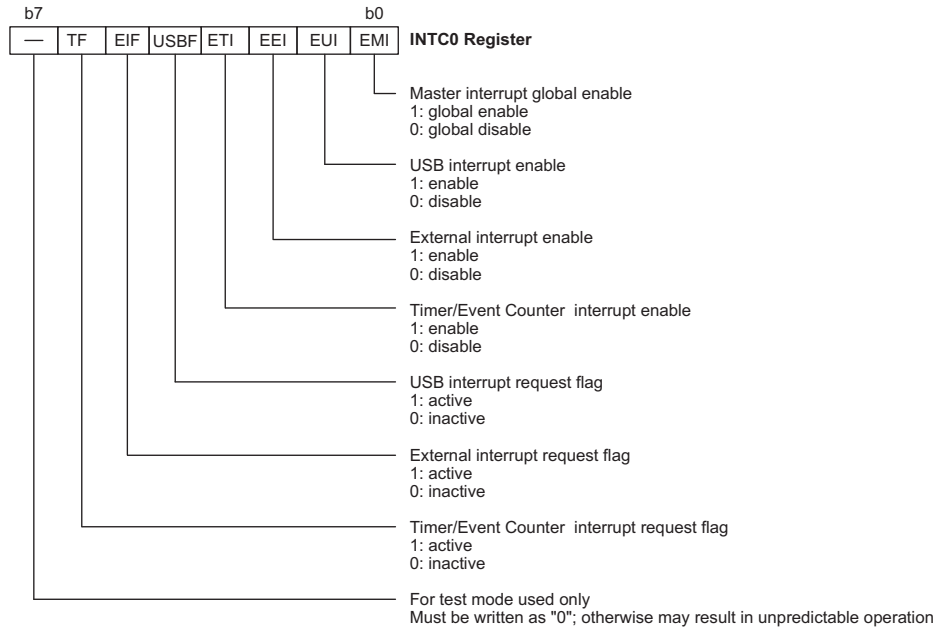 b7 b0
— TF EIF USBF ETI EEI EUI EMI INTC0 Register
Master interrupt global enable
1: global enable
0: global disable
USB interrupt enable
1: enable
0: disable
External interrupt enable
1: enable
0: disable
Timer/Event Counter interrupt enable
1: enable
0: disable
USB interrupt request flag
1: active
0: inactive
External interrupt request flag
1: active
0: inactive
Timer/Event Counter interrupt request flag
1: active
0: inactive
For test mode used only
Must be written as "0"; otherwise may result in unpredictable operation